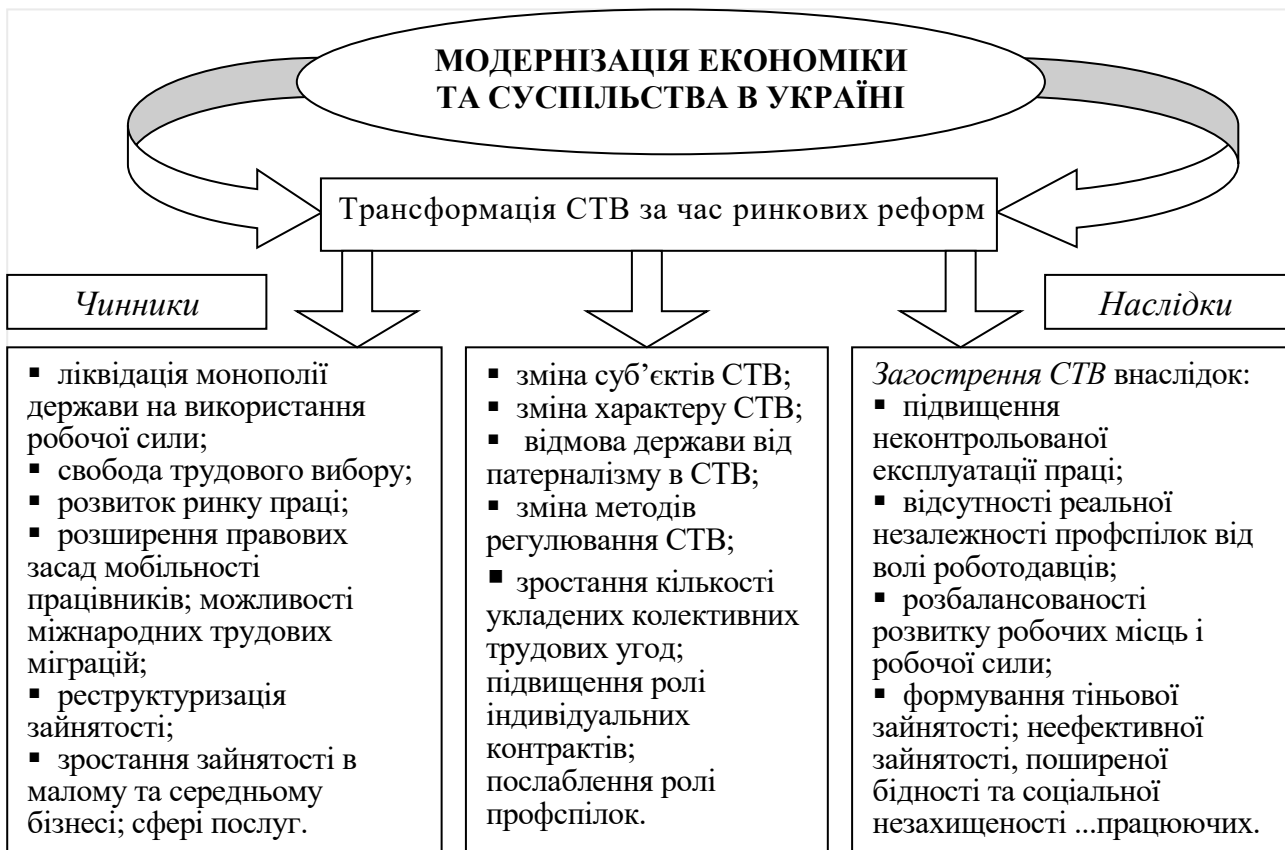 МОДЕРНІЗАЦІЯ ЕКОНОМІКИ
ТА СУСПІЛЬСТВА В УКРАЇНІ
Трансформація СТВ за час ринкових реформ
Чинники
Наслідки
▪ ліквідація монополії
держави на використання
робочої сили;
▪ свобода трудового вибору;
▪ розвиток ринку праці;
▪ розширення правових
засад мобільності
працівників; можливості
міжнародних трудових
міграцій;
▪ реструктуризація
зайнятості;
▪ зростання зайнятості в
малому та середньому
бізнесі; сфері послуг.
▪ зміна суб’єктів СТВ;
▪ зміна характеру СТВ;
▪ відмова держави від
патерналізму в СТВ;
▪ зміна методів
регулювання СТВ;
▪ зростання кількості
укладених колективних
трудових угод;
підвищення ролі
індивідуальних
контрактів;
послаблення ролі
профспілок.
Загострення СТВ внаслідок:
▪ підвищення
неконтрольованої
експлуатації праці;
▪ відсутності реальної
незалежності профспілок від
волі роботодавців;
▪ розбалансованості
розвитку робочих місць і
робочої сили;
▪ формування тіньової
зайнятості; неефективної
зайнятості, поширеної
бідності та соціальної
незахищеності ...працюючих.